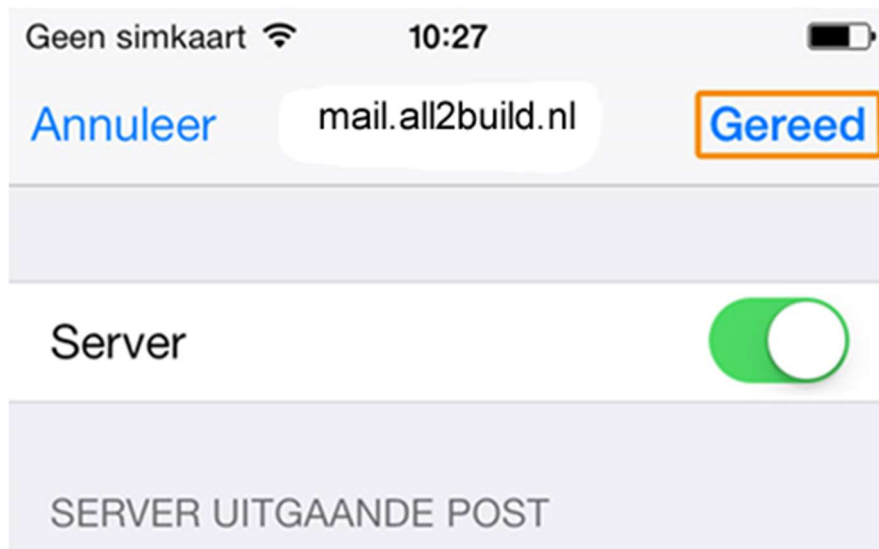 Geen simkaart 10:27
Annuleer mail.all2build.nl Gereed
Server
SERVER UITGAANDE POST